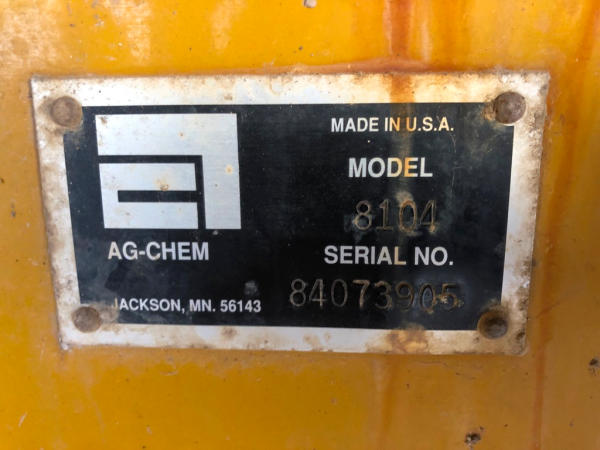 MADE IN U.S.A.
MODEL
8104
AG-CHEM
SERIAL NO.
JACKSON, MN. 56143
84073905